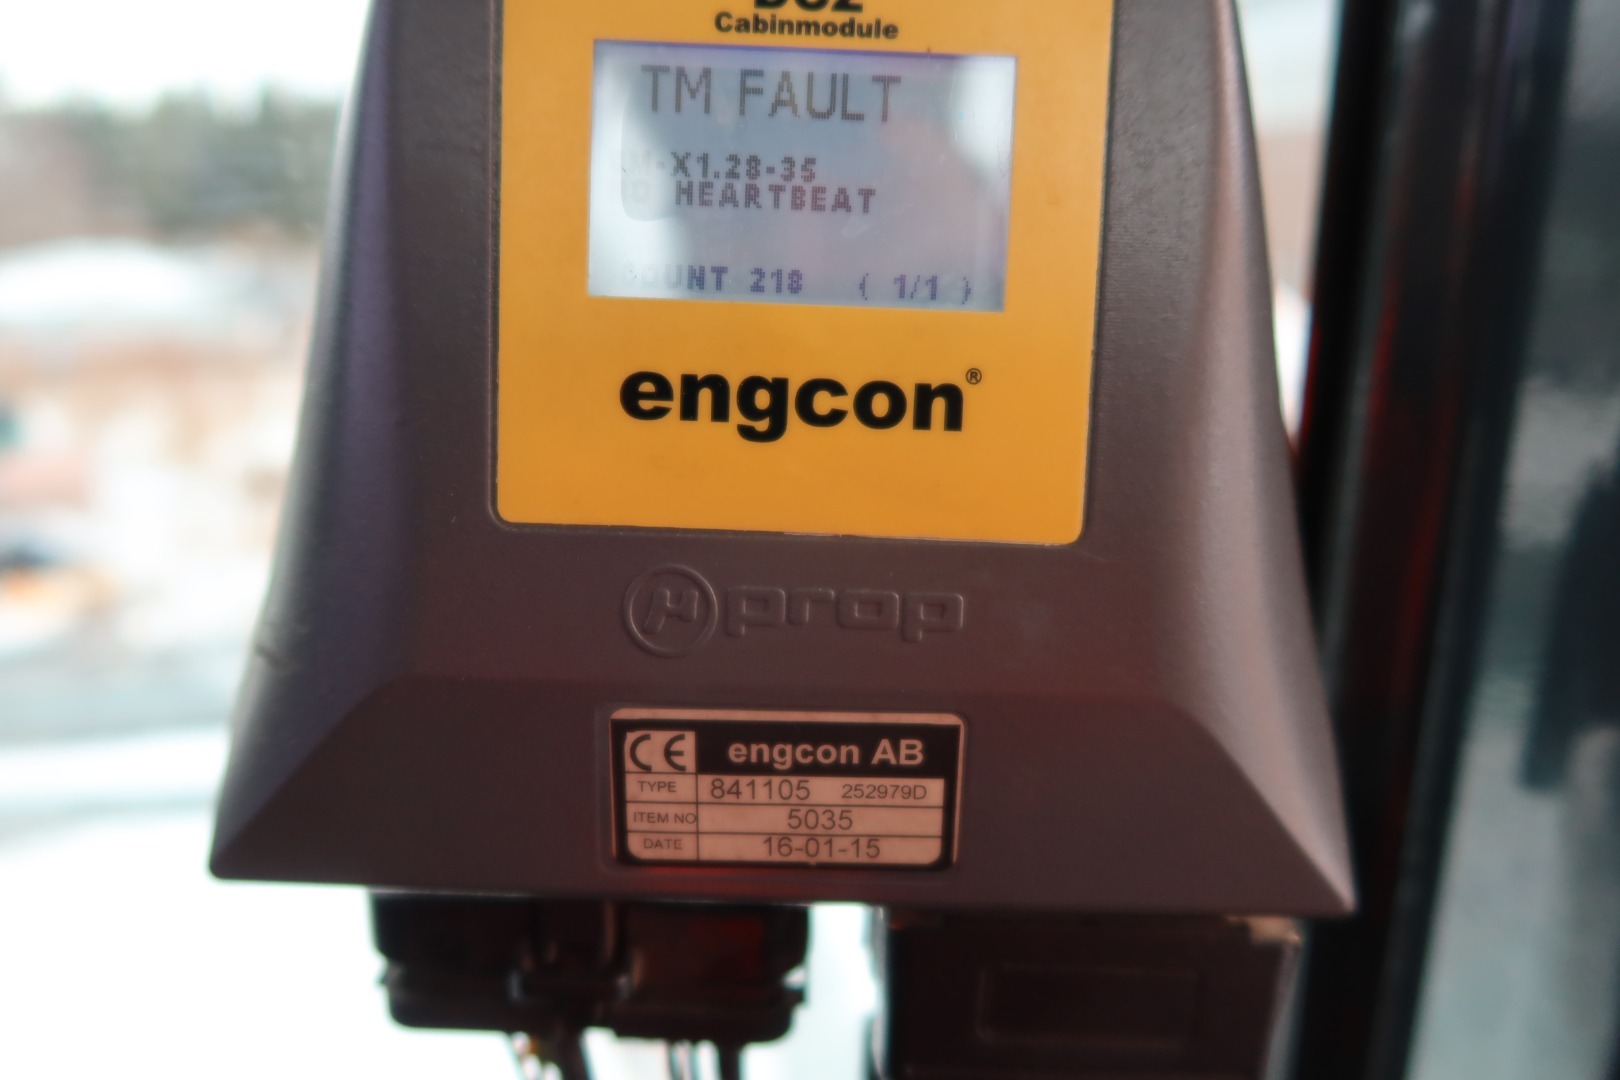 Cabinmodule
TM FAULT
-X1.28-35
HEARTBEAT
COUNT 218 ( 1/1 )
engcon®
μ prop
CE engcon AB
TYPE 841105 252979D
ITEM NO 5035
DATE 16-01-15